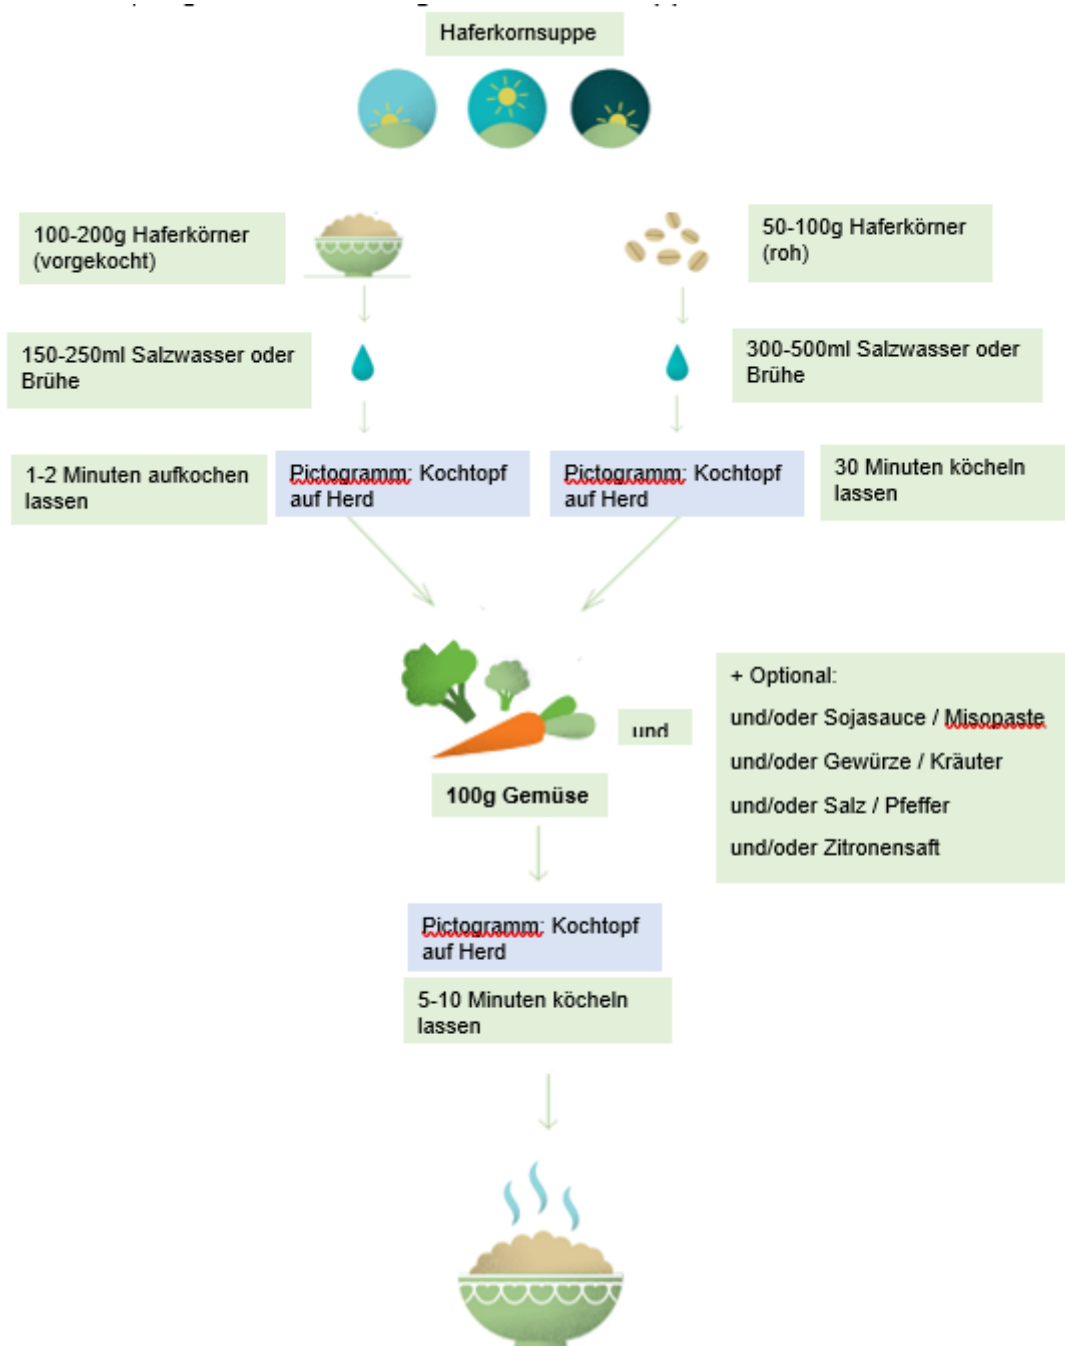 Haferkornsuppe
100-200g Haferkörner
(vorgekocht)
50-100g Haferkörner
(roh)
150-250ml Salzwasser oder
Brühe
300-500ml Salzwasser oder
Brühe
1-2 Minuten aufkochen
lassen
Pictogramm: Kochtopf
auf Herd
Pictogramm: Kochtopf
auf Herd
30 Minuten köcheln
lassen
und
+ Optional:
und/oder Sojasauce / Misopaste
und/oder Gewürze / Kräuter
und/oder Salz / Pfeffer
und/oder Zitronensaft
100g Gemüse
Pictogramm: Kochtopf
auf Herd
5-10 Minuten köcheln
lassen